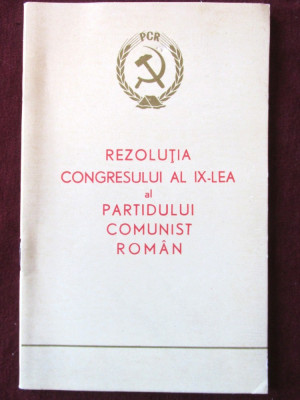 PCR
REZOLUȚIA
CONGRESULUI AL IX-LEA
al
PARTIDULUI
COMUNIST
ROMÂN